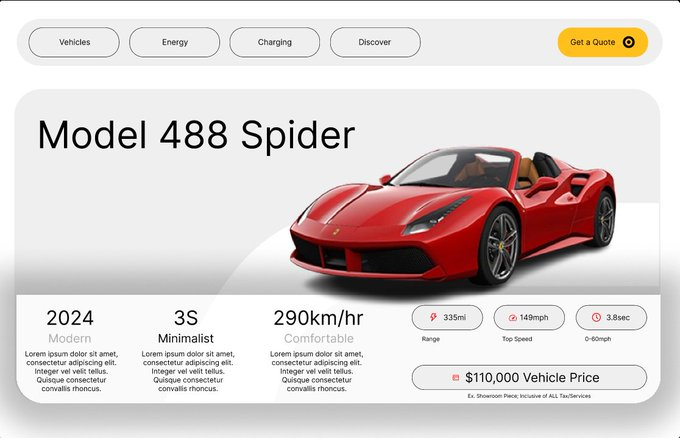 Vehicles
Energy
Charging
Discover
Get a Quote
Model 488 Spider
2024
Modern
Lorem ipsum dolor sit amet,
consectetur adipiscing elit.
Integer vel velit tellus.
Quisque consectetur
convallis rhoncus.
3S
Minimalist
Lorem ipsum dolor sit amet,
consectetur adipiscing elit.
Integer vel velit tellus.
Quisque consectetur
convallis rhoncus.
290km/hr
Comfortable
Lorem ipsum dolor sit amet,
consectetur adipiscing elit.
Integer vel velit tellus.
Quisque consectetur
convallis rhoncus.
335mi
Range
149mph
Top Speed
3.8sec
0-60mph
$110,000 Vehicle Price
Ex. Showroom Piece; Inclusive of ALL Tax/Services